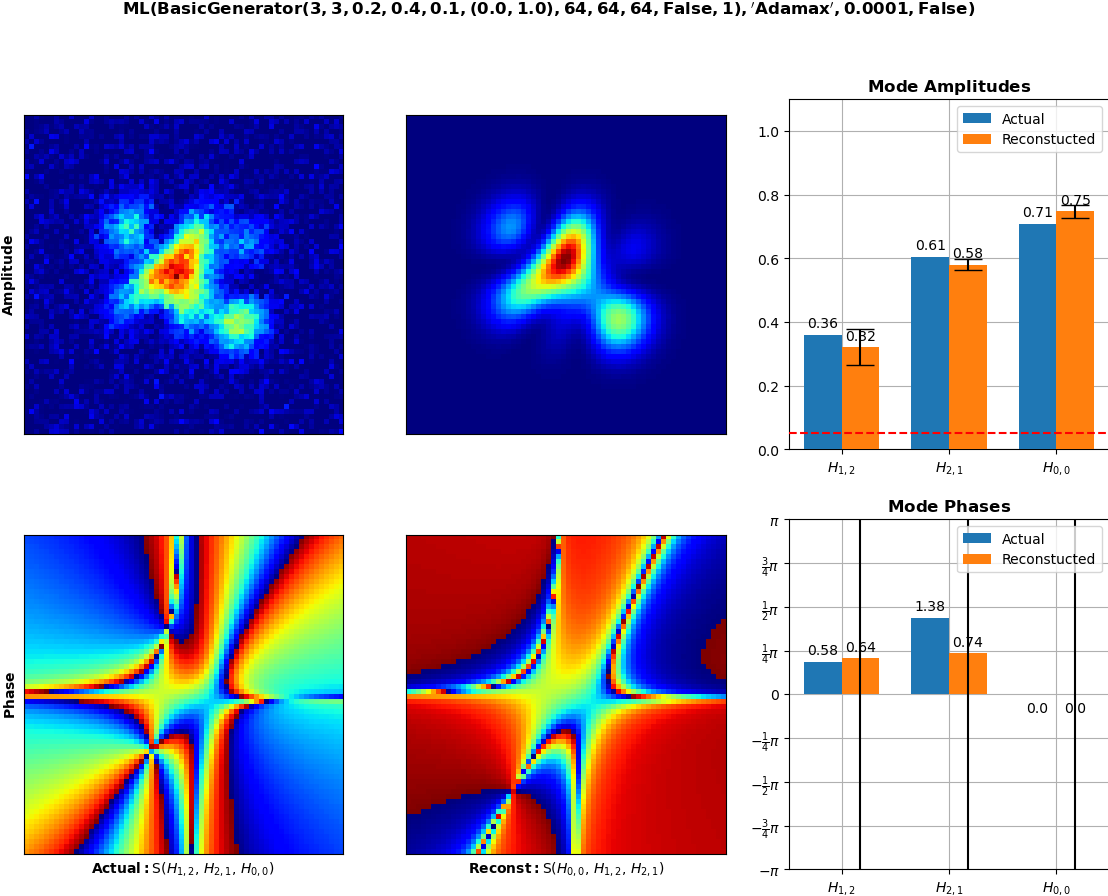 ML(BasicGenerator(3, 3, 0.2, 0.4, 0.1, (0.0, 1.0), 64, 64, 64, False, 1), ′Adamax′, 0.0001, False)
Amplitude
Mode Amplitudes
Actual
Reconstucted
1.0
0.8
0.6
0.4
0.2
0.0
0.36
0.32
0.61
0.58
0.71
0.75
H1,2
H2,1
H0,0
Phase
Actual: S(H1,2, H2,1, H0,0)
Reconst: S(H0,0, H1,2, H2,1)
Mode Phases
Actual
Reconstucted
π
3/4π
1/2π
1/4π
0
−1/4π
−1/2π
−3/4π
−π
0.58
0.64
1.38
0.74
0.0
0.0
H1,2
H2,1
H0,0